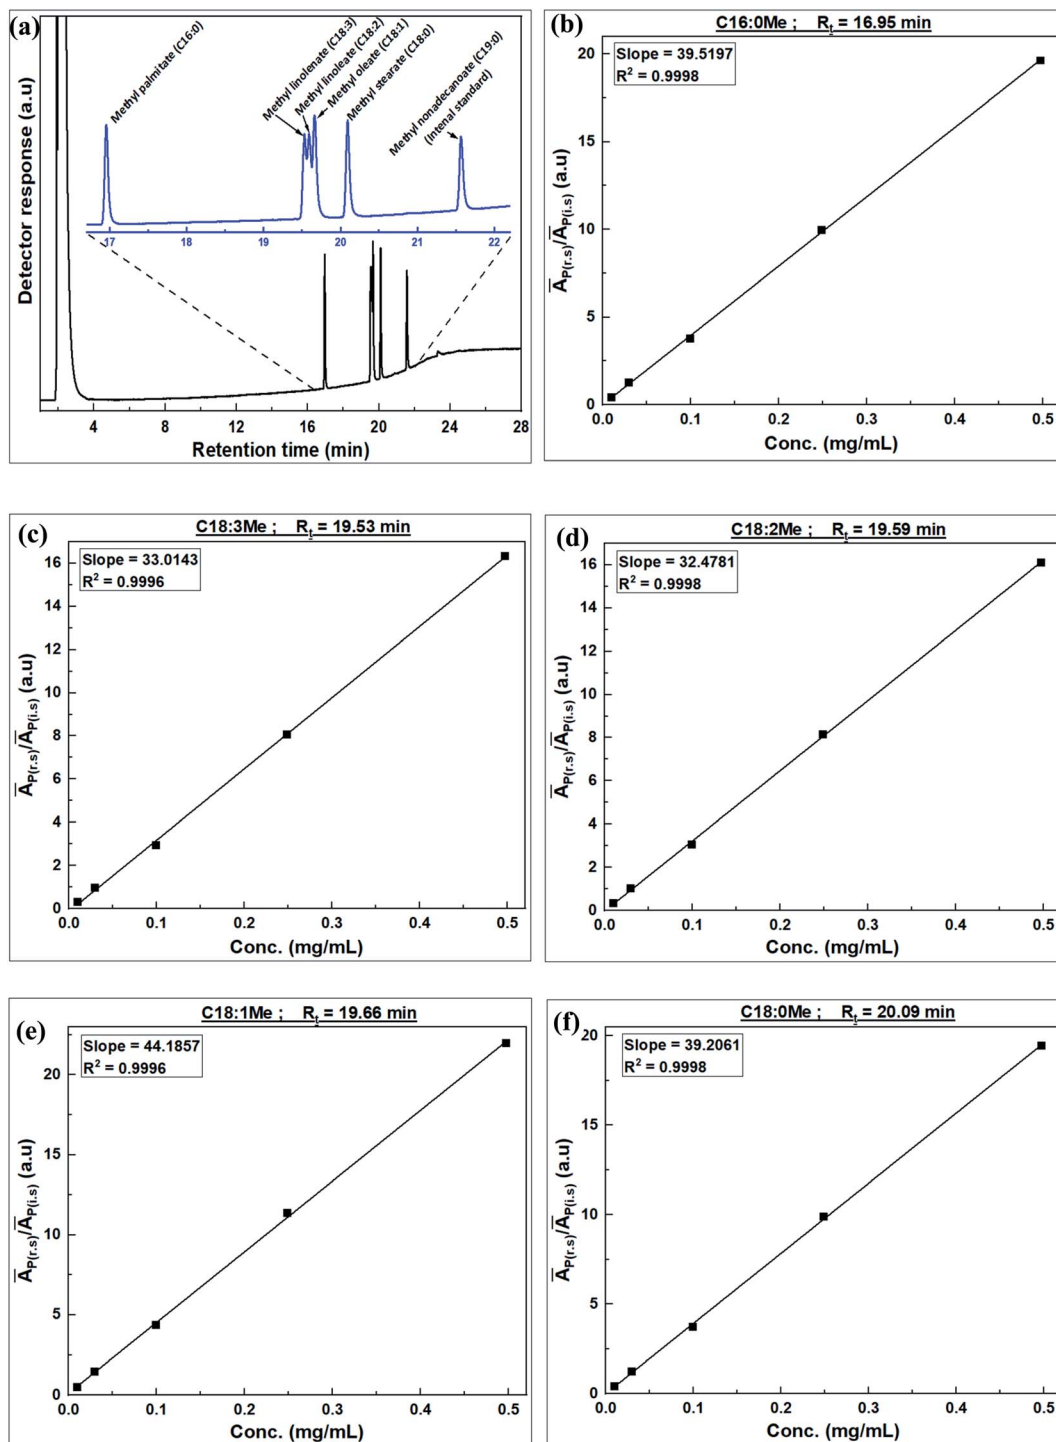 (a)
Methyl palmitate (C16:0)
Methyl linolenate (C18:3)
Methyl linoleate (C18:2)
Methyl oleate (C18:1)
Methyl stearate (C18:0)
Methyl nonadecanoate (C19:0)
(Intenal standard)
17 18 19 20 21 22
Detector response (a.u)
4 8 12 16 20 24 28
Retention time (min)
(b)
C16:0Me ; Rt = 16.95 min
Slope = 39.5197
R² = 0.9998
20
15
10
5
0
0.0 0.1 0.2 0.3 0.4 0.5
A̅P(r.s)/A̅P(i.s) (a.u)
Conc. (mg/mL)
(c)
C18:3Me ; Rt = 19.53 min
Slope = 33.0143
R² = 0.9996
16
14
12
10
8
6
4
2
0
0.0 0.1 0.2 0.3 0.4 0.5
A̅P(r.s)/A̅P(i.s) (a.u)
Conc. (mg/mL)
(d)
C18:2Me ; Rt = 19.59 min
Slope = 32.4781
R² = 0.9998
16
14
12
10
8
6
4
2
0
0.0 0.1 0.2 0.3 0.4 0.5
A̅P(r.s)/A̅P(i.s) (a.u)
Conc. (mg/mL)
(e)
C18:1Me ; Rt = 19.66 min
Slope = 44.1857
R² = 0.9996
20
15
10
5
0
0.0 0.1 0.2 0.3 0.4 0.5
A̅P(r.s)/A̅P(i.s) (a.u)
Conc. (mg/mL)
(f)
C18:0Me ; Rt = 20.09 min
Slope = 39.2061
R² = 0.9998
20
15
10
5
0
0.0 0.1 0.2 0.3 0.4 0.5
A̅P(r.s)/A̅P(i.s) (a.u)
Conc. (mg/mL)